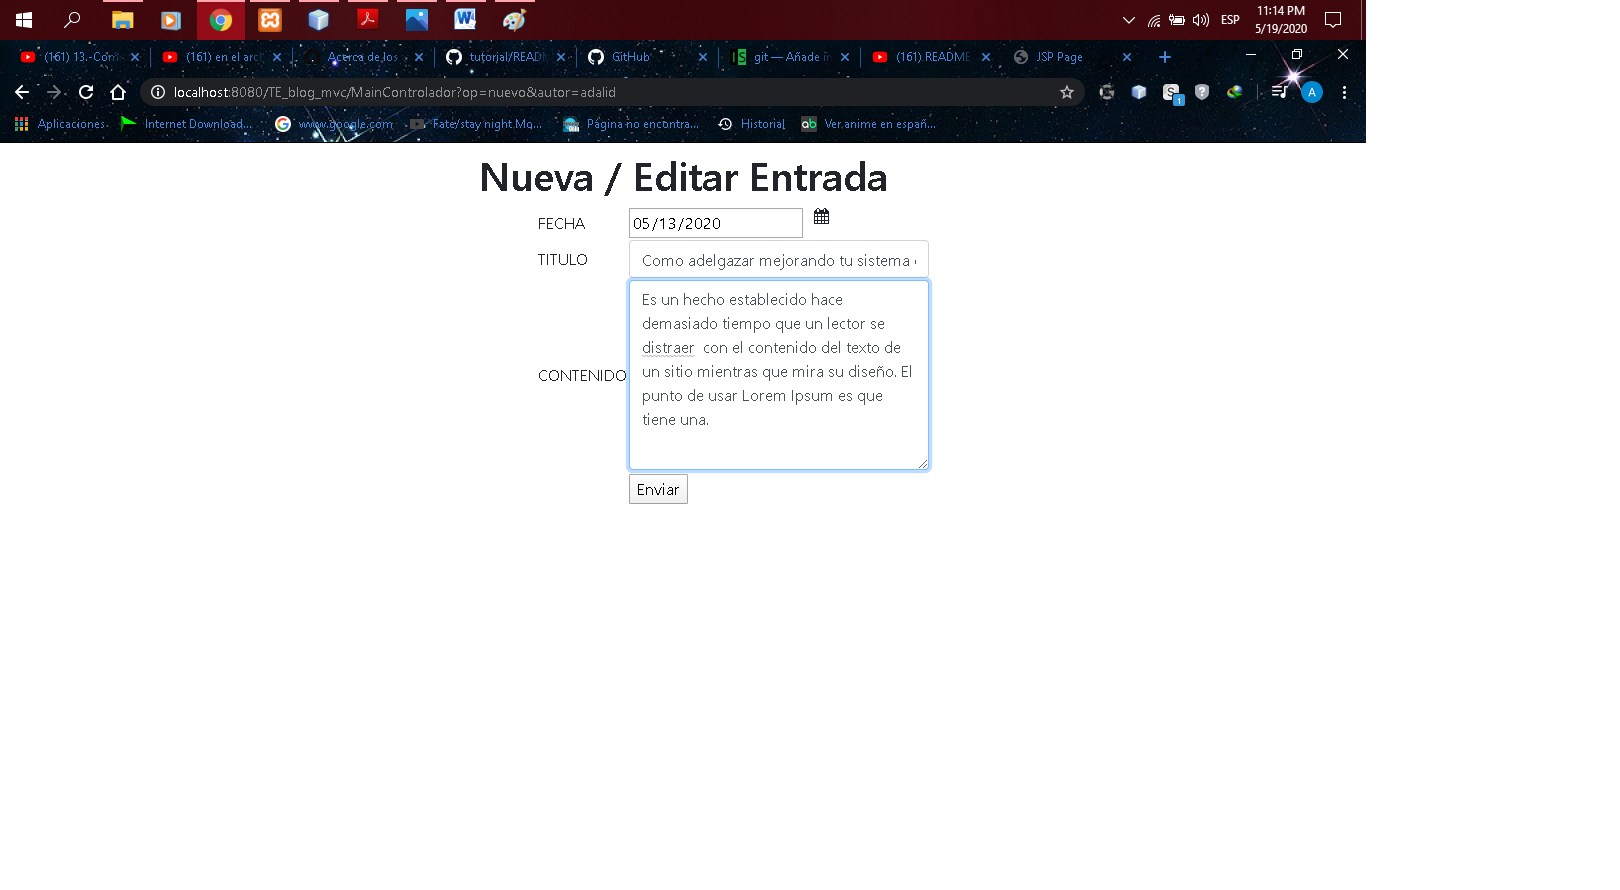 ESP
11:14 PM
5/19/2020
(161) 13.-Com
(161) en el arch
Acerca de los
tutorial/READM
GitHub
git — Añade im
(161) README
JSP Page
localhost:8080/TE_blog_mvc/MainControlador?op=nuevo&autor=adalid
1
A
Aplicaciones
Internet Download...
www.google.com
Fate/stay night Mo...
Página no encontra...
Historial
Ver anime en españ...
Nueva / Editar Entrada
FECHA
05/13/2020
TITULO
Como adelgazar mejorando tu sistema
CONTENIDO
Es un hecho establecido hace
demasiado tiempo que un lector se
distraer  con el contenido del texto de
un sitio mientras que mira su diseño. El
punto de usar Lorem Ipsum es que
tiene una.
Enviar